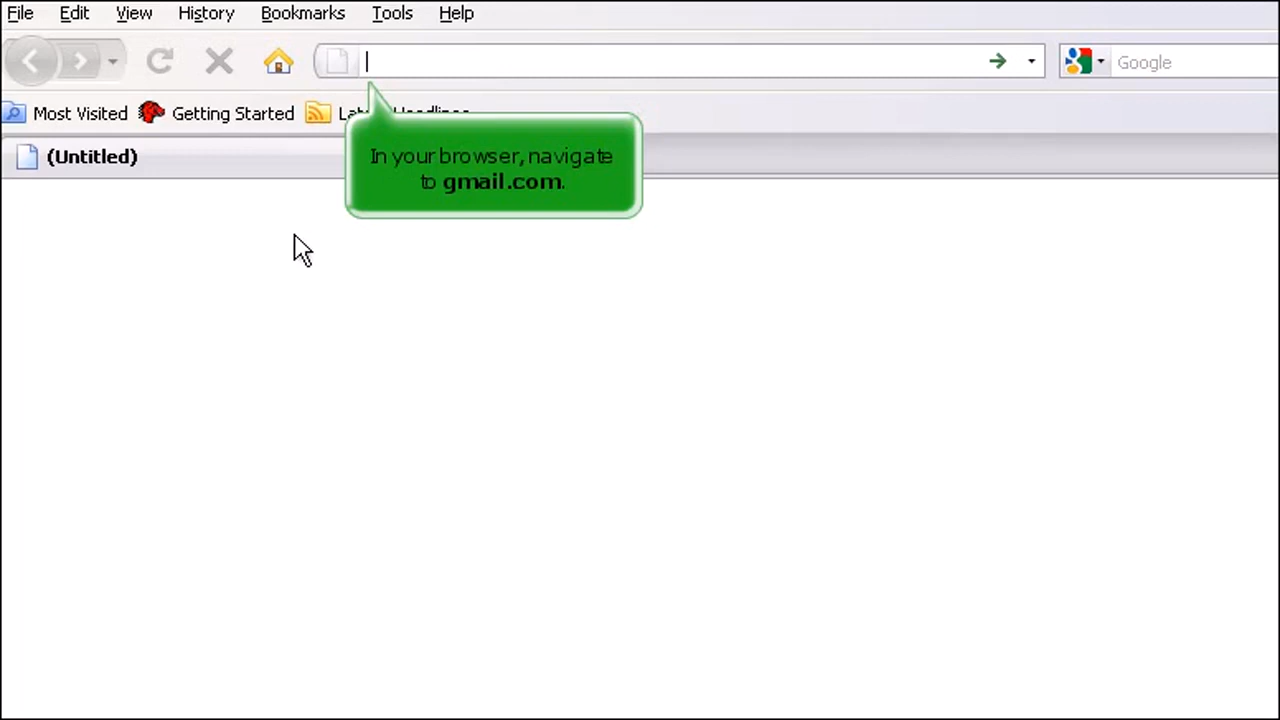 File Edit View History Bookmarks Tools Help
Google
Most Visited Getting Started
(Untitled)
In your browser, navigate
to gmail.com.